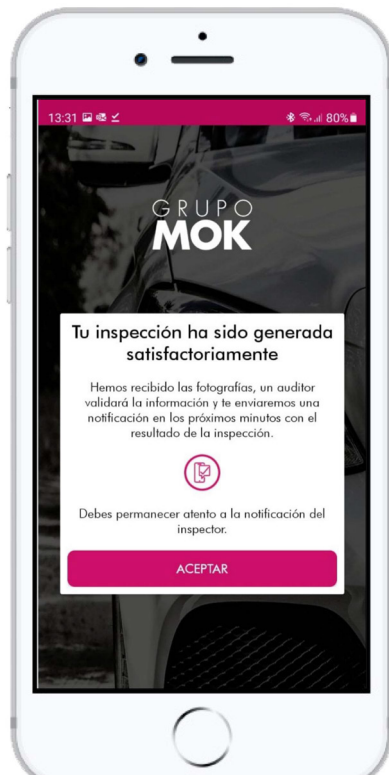 13:31 80%
GRUPO
MOK
Tu inspección ha sido generada
satisfactoriamente
Hemos recibido las fotografías, un auditor
validará la información y te enviaremos una
notificación en los próximos minutos con el
resultado de la inspección.
Debes permanecer atento a la notificación del
inspector.
ACEPTAR